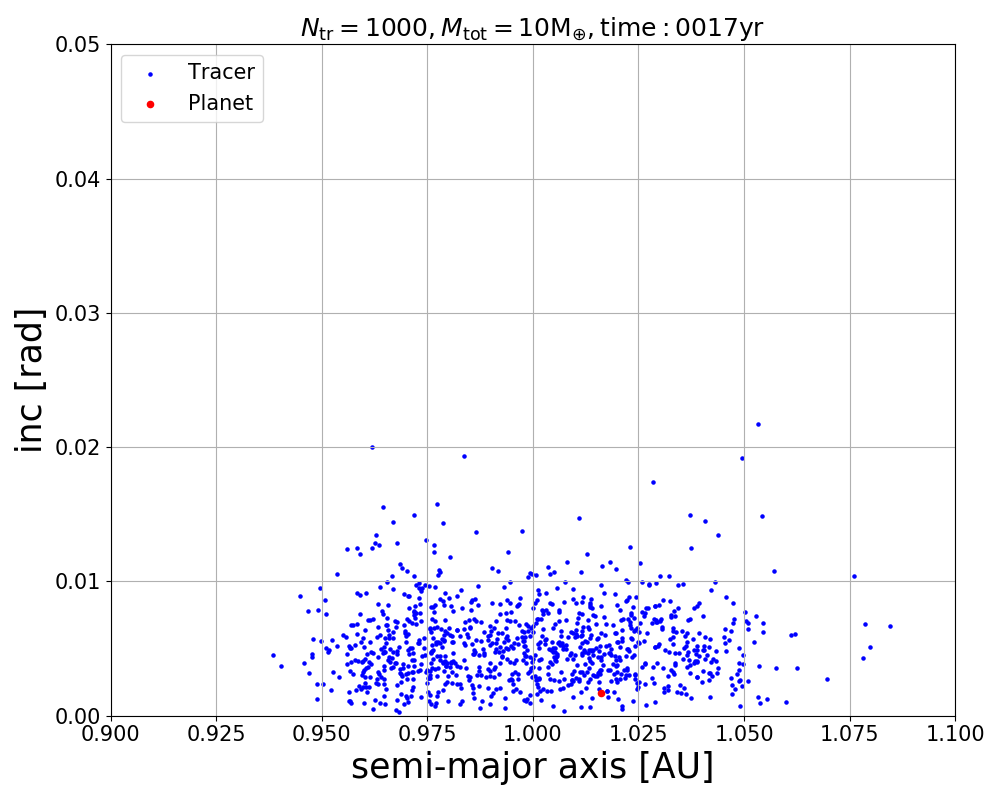 N_tr = 1000, M_tot = 10M_⊕, time : 0017yr
0.05
Tracer
Planet
0.04
0.03
0.02
0.01
0.00
inc [rad]
0.900 0.925 0.950 0.975 1.000 1.025 1.050 1.075 1.100
semi-major axis [AU]